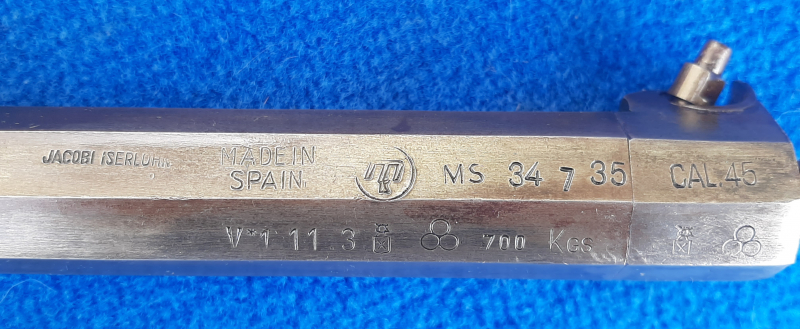 JACOBI ISERLOHN
MADE IN
SPAIN
MS 34 7 35
CAL.45
V*1 11.3 700 KGS